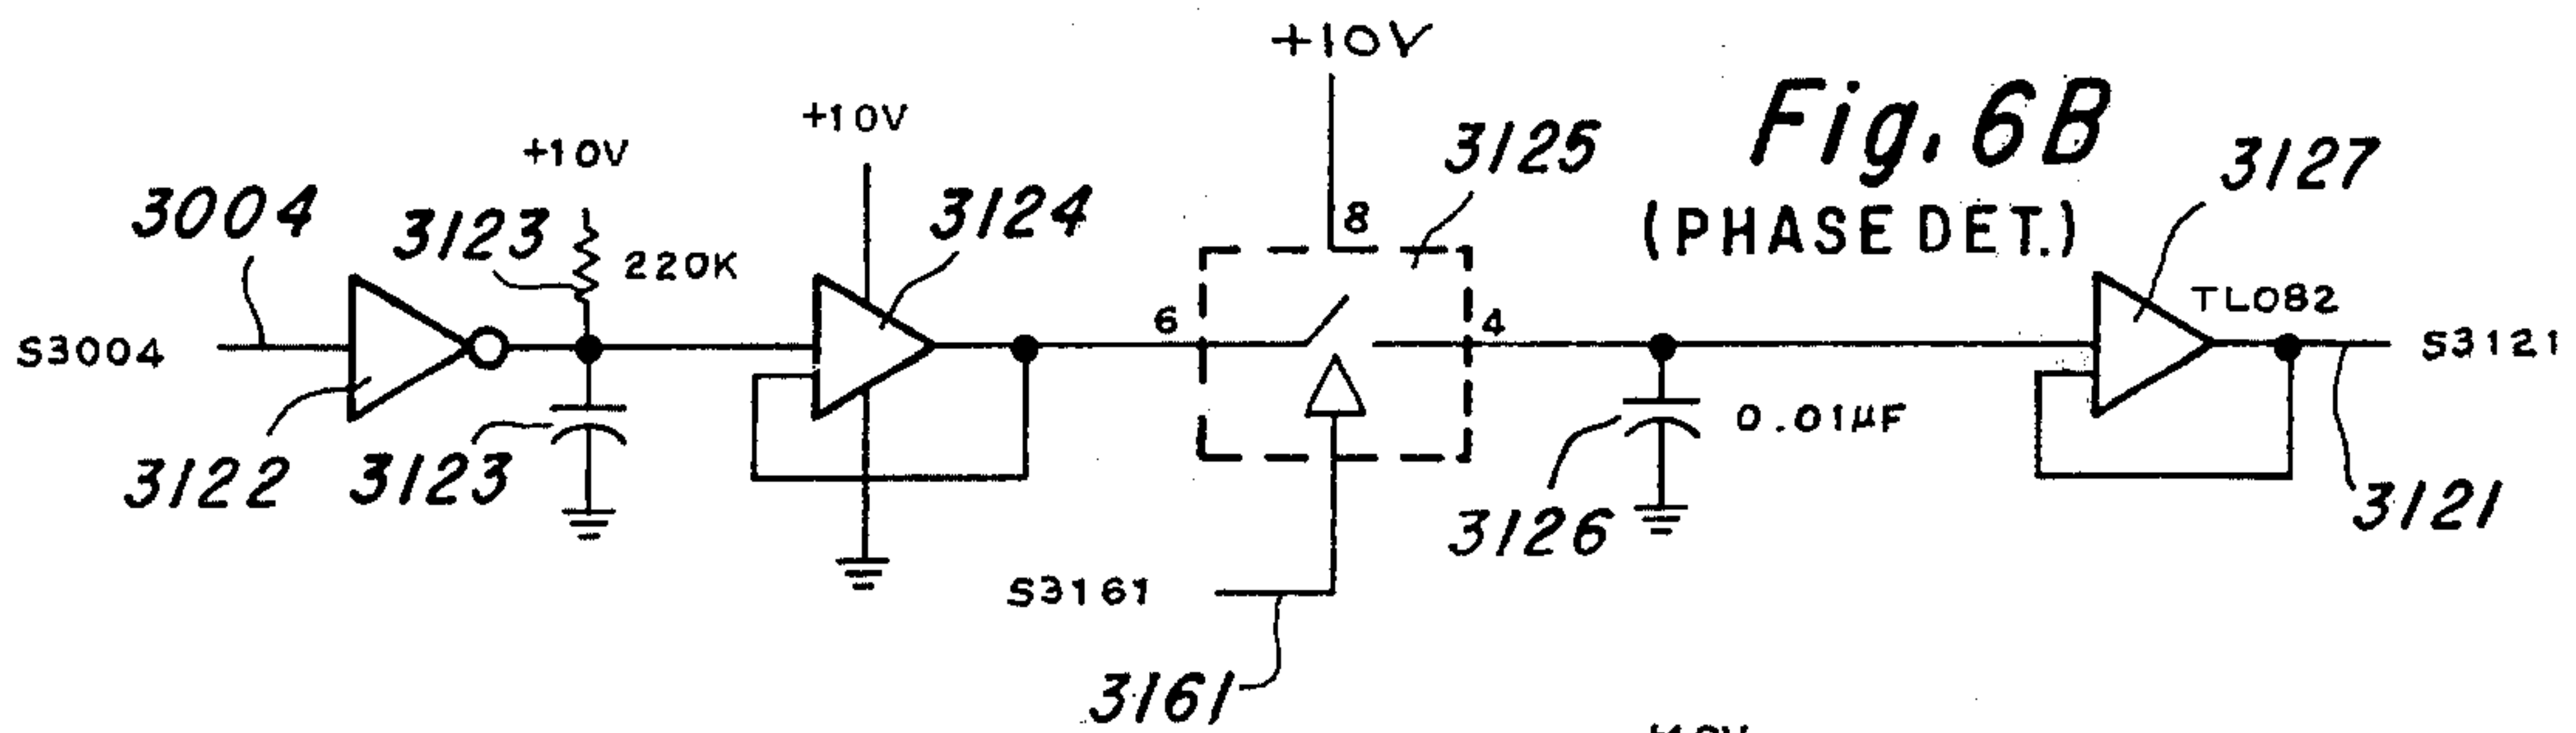 +10V
Fig. 6B
(PHASE DET.)
3125
3127
+10V
+10V
3004
3123
220K
3124
8
6
4
TL082
S3004
S3121
0.01µF
3122
3123
3126
3121
S3161
3161